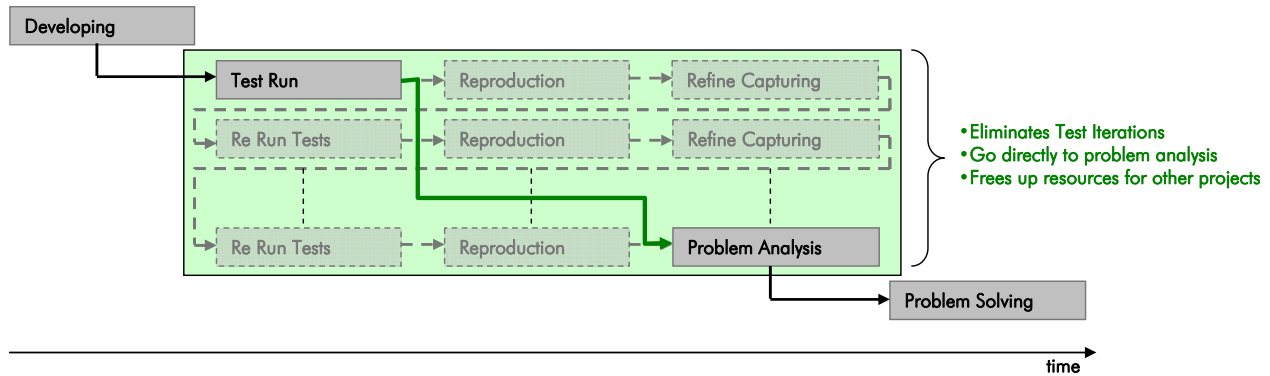 Developing
Test Run
Reproduction
Refine Capturing
Re Run Tests
Reproduction
Refine Capturing
Re Run Tests
Reproduction
Problem Analysis
•Eliminates Test Iterations
•Go directly to problem analysis
•Frees up resources for other projects
Problem Solving
time